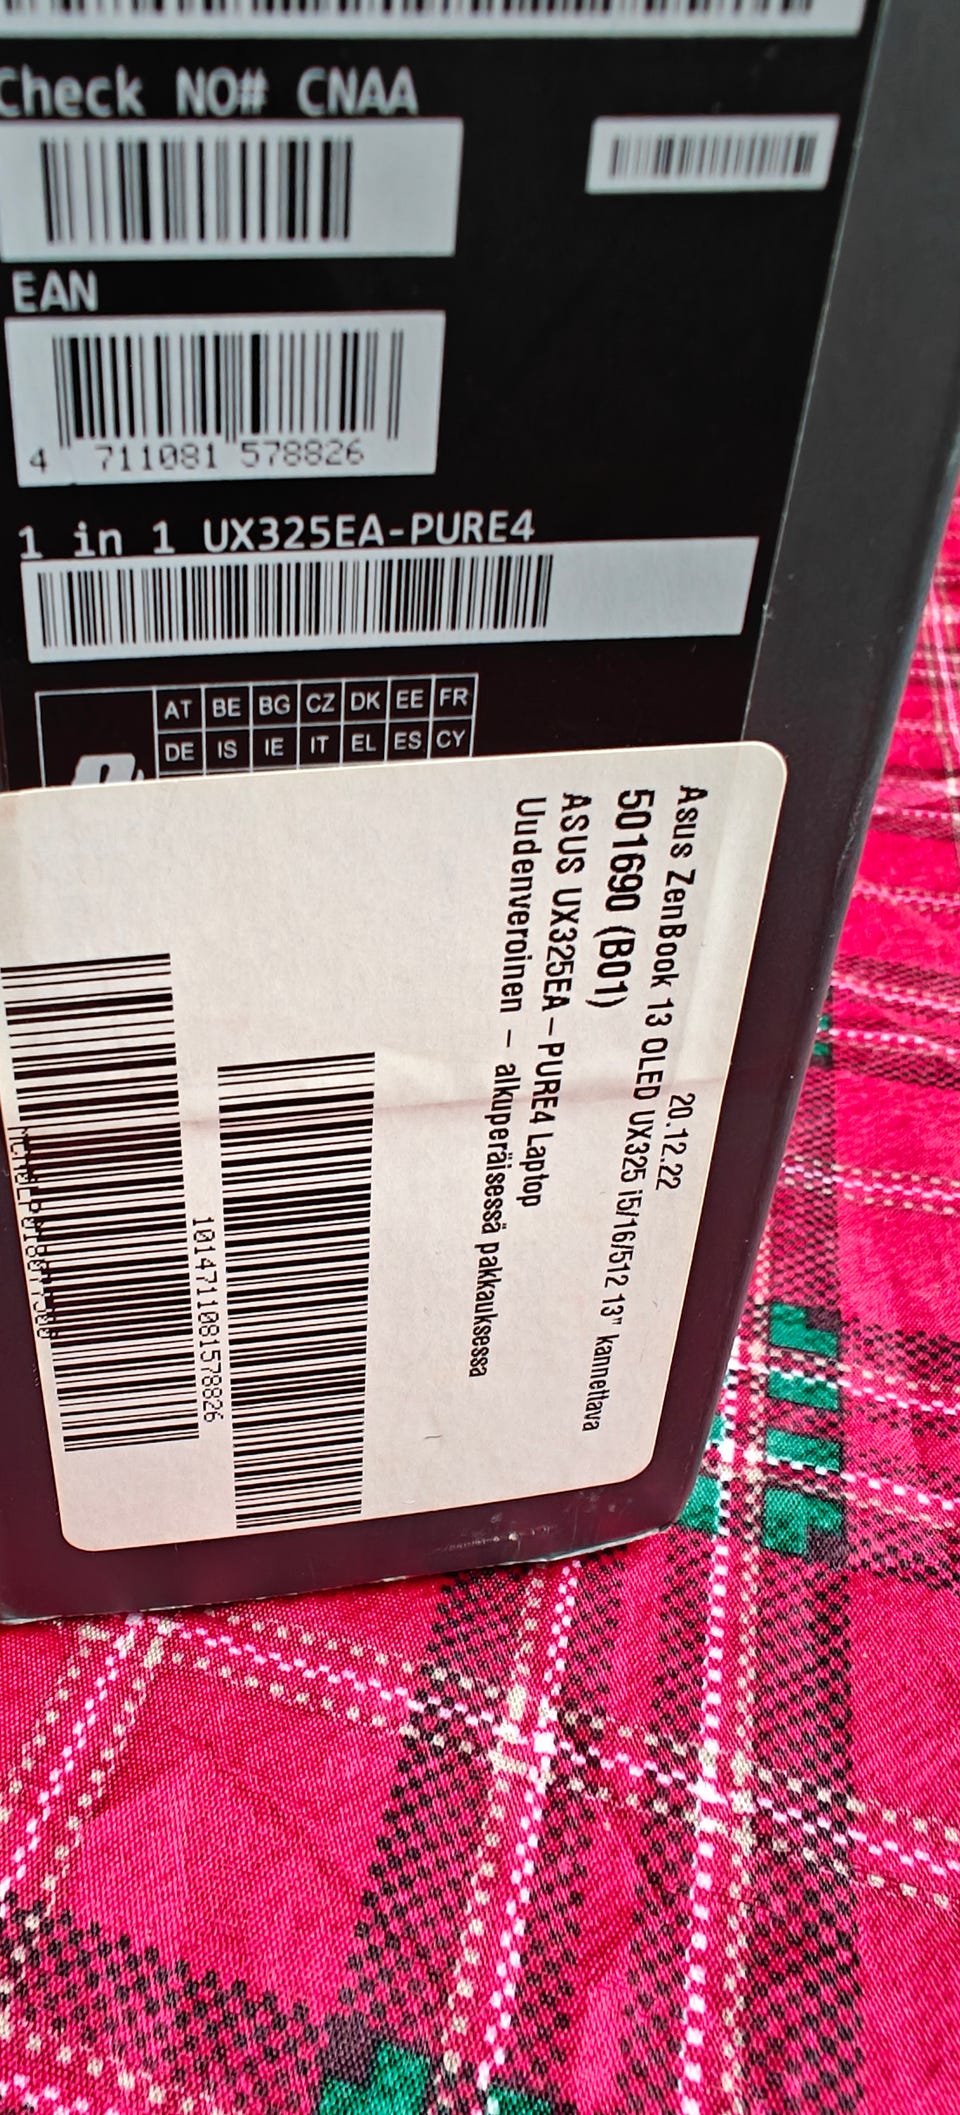 Check NO# CNAA
EAN
4 711081 578826
1 in 1 UX325EA-PURE4
AT BE BG CZ DK EE FR
DE IS IE IT EL ES CY
20.12.22
Asus ZenBook 13 OLED UX325 i5/16/512 13" kannettava
501690 (B01)
ASUS UX325EA-PURE4 Laptop
Uudenveroinen - alkuperäisessä pakkauksessa
1014711081578826